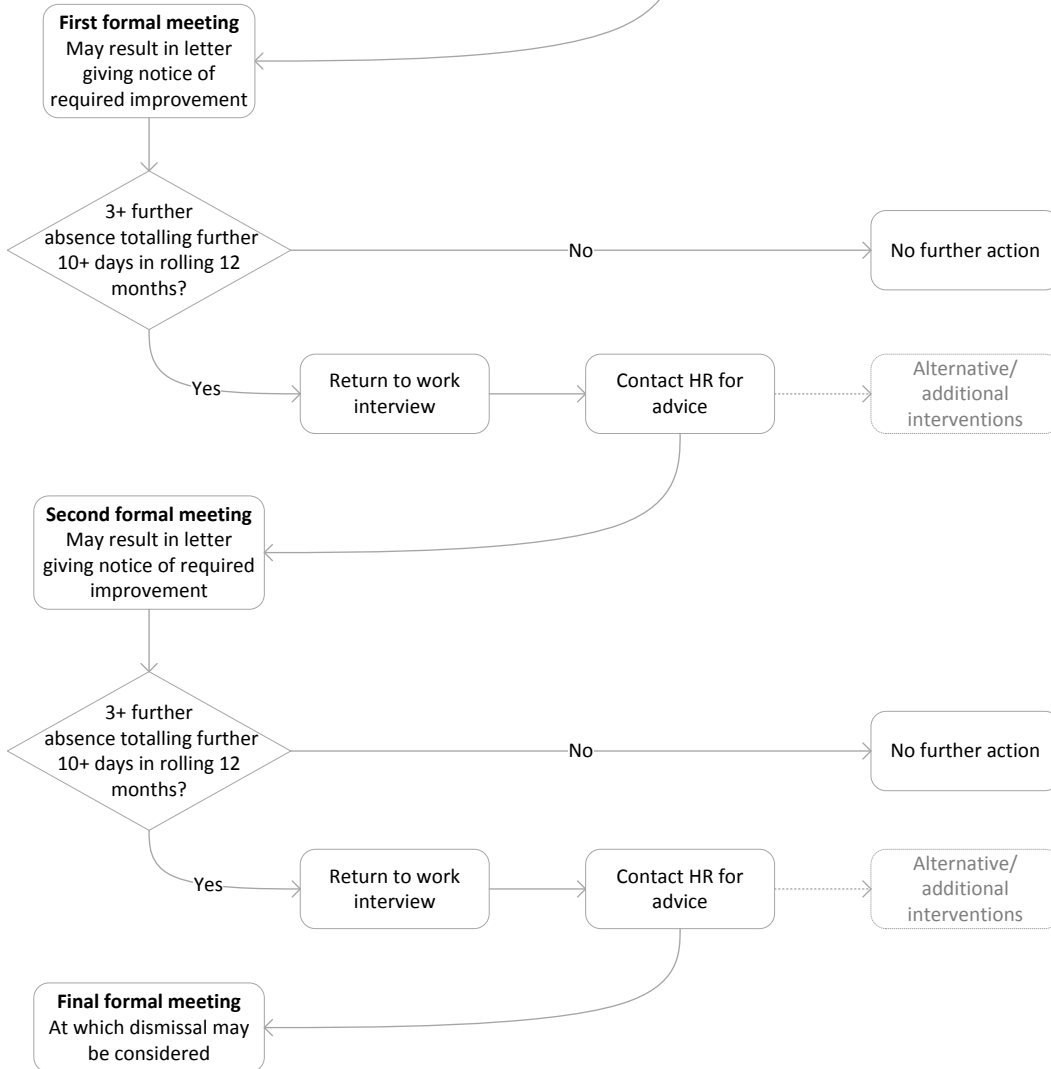 First formal meeting
May result in letter
giving notice of
required improvement
3+ further
absence totalling further
10+ days in rolling 12
months?
No
No further action
Yes
Return to work
interview
Contact HR for
advice
Alternative/
additional
interventions
Second formal meeting
May result in letter
giving notice of required
improvement
3+ further
absence totalling further
10+ days in rolling 12
months?
No
No further action
Yes
Return to work
interview
Contact HR for
advice
Alternative/
additional
interventions
Final formal meeting
At which dismissal may
be considered